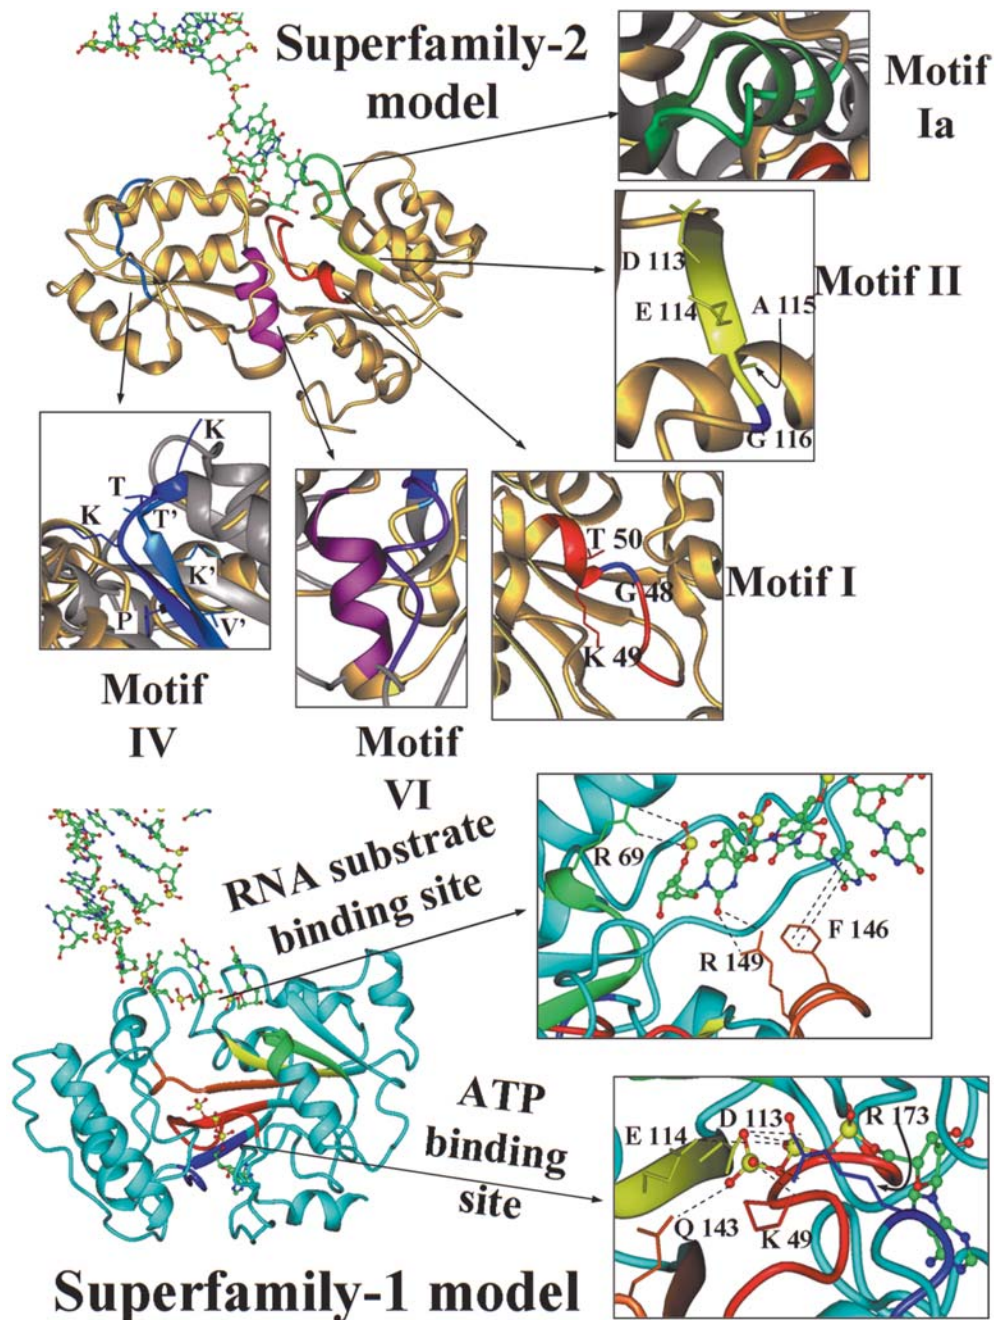 Superfamily-2
model
Motif
Ia
D 113
E 114
A 115
G 116
Motif II
K
T
K
T'
K'
P
V'
Motif
IV
Motif
VI
T 50
G 48
K 49
Motif I
RNA substrate
binding site
R 69
F 146
R 149
ATP
binding
site
E 114
D 113
R 173
Q 143
K 49
Superfamily-1 model